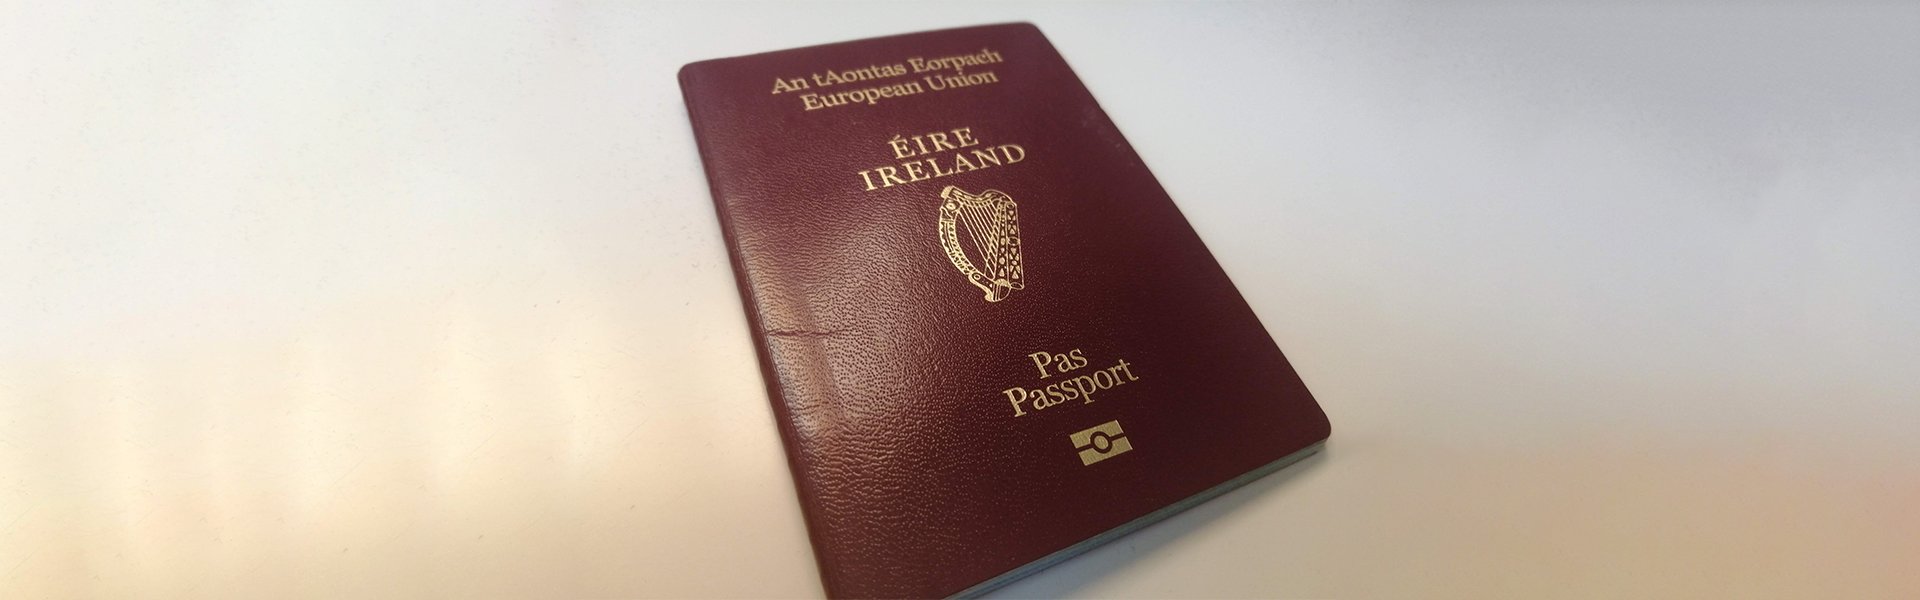 An tAontas Eorpach
European Union
ÉIRE
IRELAND
Pas
Passport